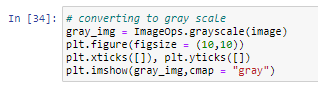 In [34]: # converting to gray scale
gray_img = ImageOps.grayscale(image)
plt.figure(figsize = (10,10))
plt.xticks([]), plt.yticks([])
plt.imshow(gray_img,cmap = "gray")